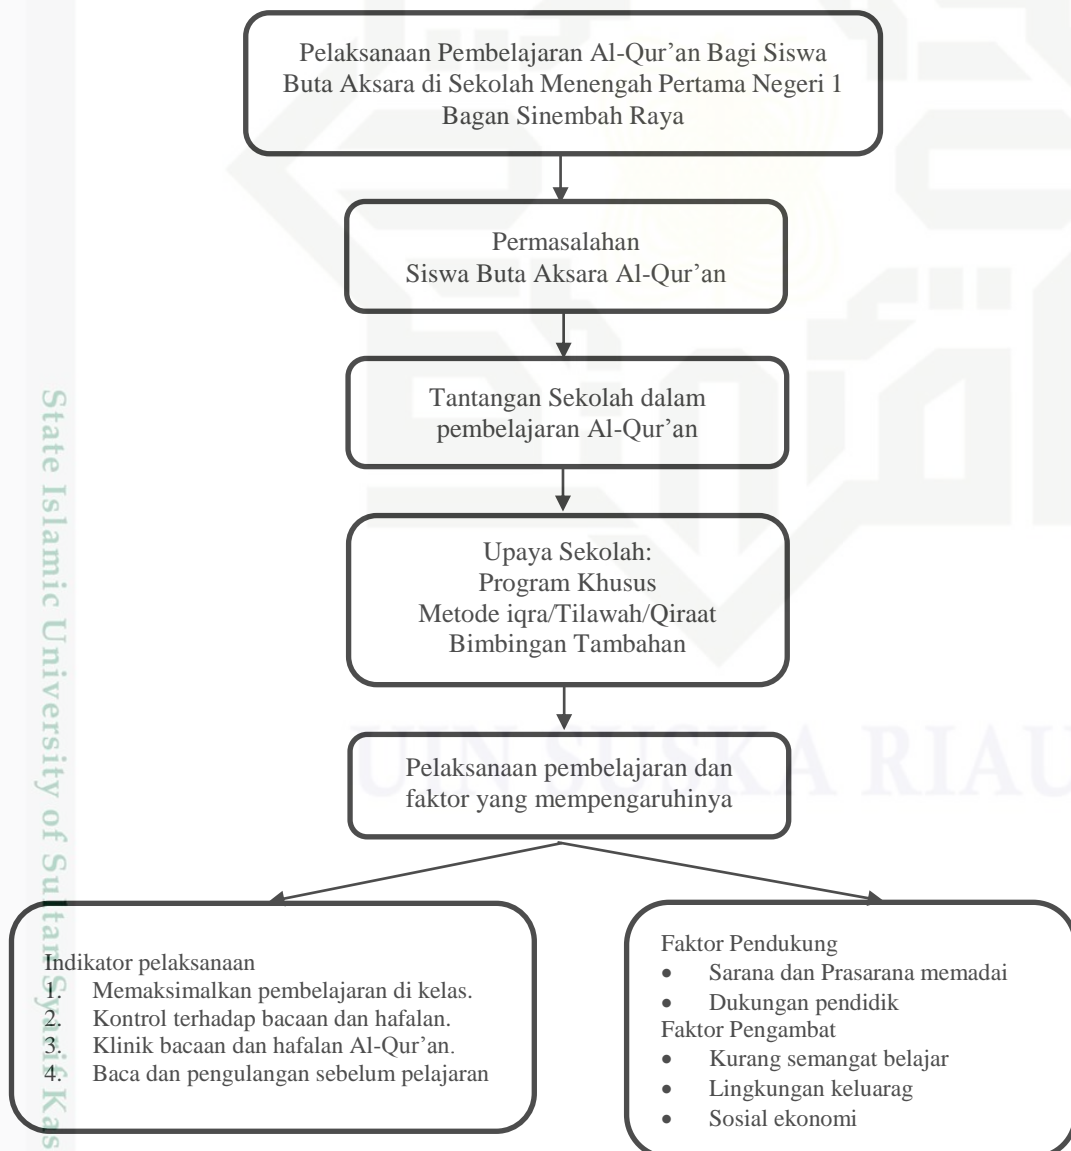 Pelaksanaan Pembelajaran Al-Qur'an Bagi Siswa
Buta Aksara di Sekolah Menengah Pertama Negeri 1
Bagan Sinembah Raya
Permasalahan
Siswa Buta Aksara Al-Qur'an
Tantangan Sekolah dalam
pembelajaran Al-Qur'an
Upaya Sekolah:
Program Khusus
Metode iqra/Tilawah/Qiraat
Bimbingan Tambahan
Pelaksanaan pembelajaran dan
faktor yang mempengaruhinya
Indikator pelaksanaan
1. Memaksimalkan pembelajaran di kelas.
2. Kontrol terhadap bacaan dan hafalan.
3. Klinik bacaan dan hafalan Al-Qur'an.
4. Baca dan pengulangan sebelum pelajaran
Faktor Pendukung
• Sarana dan Prasarana memadai
• Dukungan pendidik
Faktor Pengambat
• Kurang semangat belajar
• Lingkungan keluarag
• Sosial ekonomi
State Islamic University of Sultan Syarif Kas
UIN SUSKA RIAU